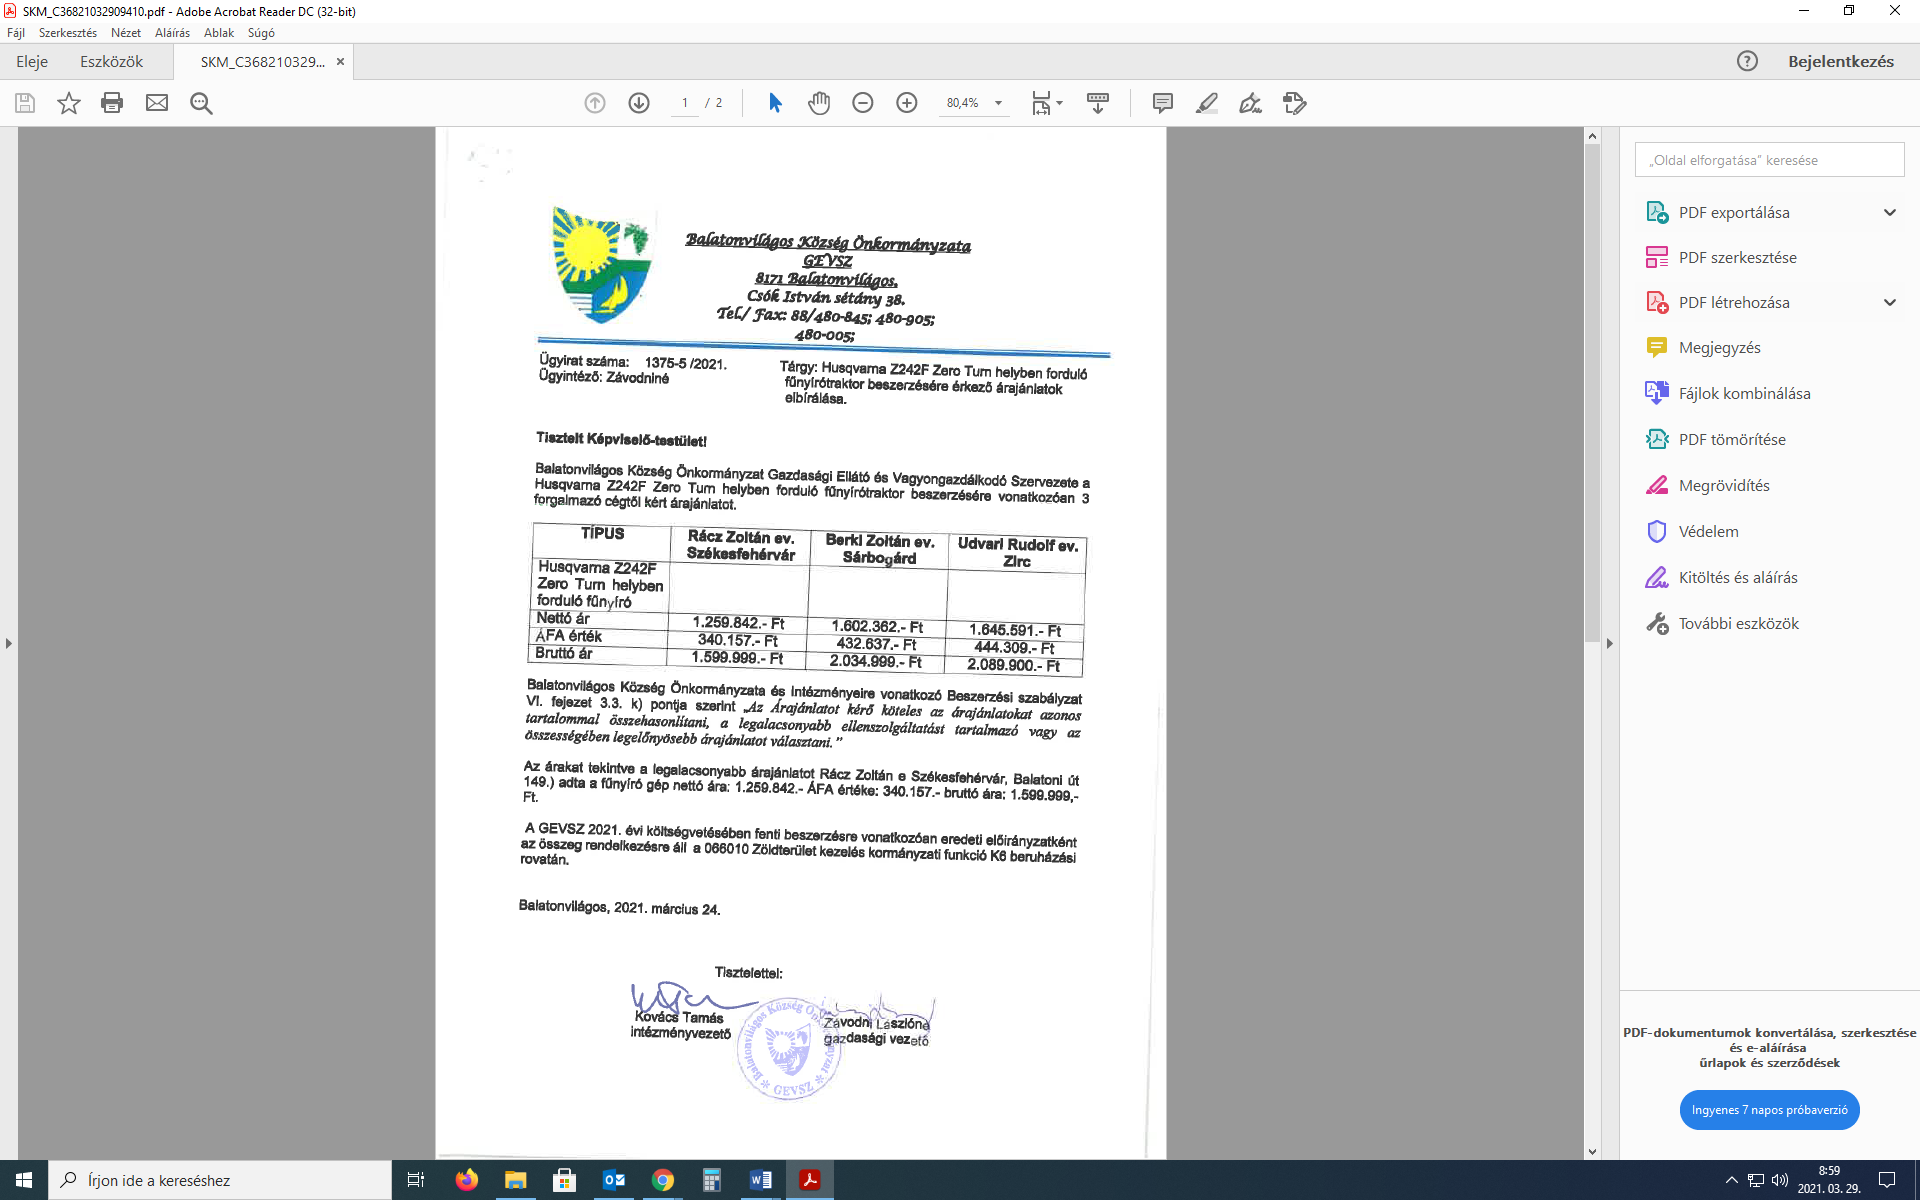 SKM_C36821032909410.pdf - Adobe Acrobat Reader DC (32-bit)
Fájl Szerkesztés Nézet Aláírás Ablak Súgó
Eleje Eszközök SKM_C368210329... × Bejelentkezés
1 / 2 80,4%
Balatonvilágos Község Önkormányzata
GEVSZ
8171 Balatonvilágos,
Csók István sétány 38.
Tel./ Fax: 88/480-845; 480-905;
480-005;
Ügyirat száma: 1375-5 /2021.
Ügyintéző: Závodniné
Tárgy: Husqvarna Z242F Zero Turn helyben forduló
fűnyírótraktor beszerzésére érkező árajánlatok
elbírálása.
Tisztelt Képviselő-testület!
Balatonvilágos Község Önkormányzat Gazdasági Ellátó és Vagyongazdálkodó Szervezete a
Husqvarna Z242F Zero Turn helyben forduló fűnyírótraktor beszerzésére vonatkozóan 3
forgalmazó cégtől kért árajánlatot.
TÍPUS Rácz Zoltán ev. Székesfehérvár Berki Zoltán ev. Sárbogárd Udvari Rudolf ev. Zirc
Husqvarna Z242F
Zero Turn helyben
forduló fűnyíró
Nettó ár 1.259.842.- Ft 1.602.362.- Ft 1.645.591.- Ft
ÁFA érték 340.157.- Ft 432.637.- Ft 444.309.- Ft
Bruttó ár 1.599.999.- Ft 2.034.999.- Ft 2.089.900.- Ft
Balatonvilágos Község Önkormányzata és Intézményeire vonatkozó Beszerzési szabályzat
VI. fejezet 3.3. k) pontja szerint „Az Árajánlatot kérő köteles az árajánlatokat azonos
tartalommal összehasonlítani, a legalacsonyabb ellenszolgáltatást tartalmazó vagy az
összességében legelőnyösebb árajánlatot választani.”
Az árakat tekintve a legalacsonyabb árajánlatot Rácz Zoltán e Székesfehérvár, Balatoni út
149.) adta a fűnyíró gép nettó ára: 1.259.842.- ÁFA értéke: 340.157.- bruttó ára: 1.599.999,-
Ft.
A GEVSZ 2021. évi költségvetésében fenti beszerzésre vonatkozóan eredeti előirányzatként
az összeg rendelkezésre áll a 066010 Zöldterület kezelés kormányzati funkció K6 beruházási
rovatán.
Balatonvilágos, 2021. március 24.
Tisztelettel:
Kovács Tamás
intézményvezető
Závodni Lászlóné
gazdasági vezető
Balatonvilágos Község Önkormányzat
* GEVSZ *
„Oldal elforgatása” keresése
PDF exportálása
PDF szerkesztése
PDF létrehozása
Megjegyzés
Fájlok kombinálása
PDF tömörítése
Megrövidítés
Védelem
Kitöltés és aláírás
További eszközök
PDF-dokumentumok konvertálása, szerkesztése
és e-aláírása
űrlapok és szerződések
Ingyenes 7 napos próbaverzió
Írjon ide a kereséshez
8:59
2021. 03. 29.